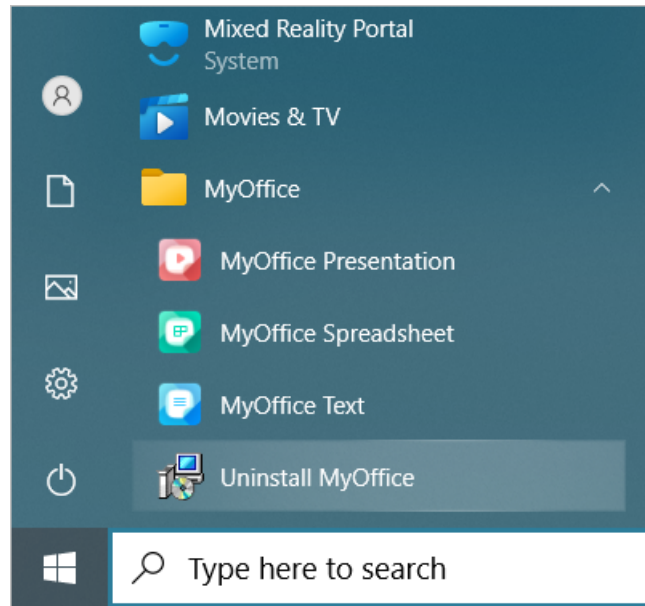 Mixed Reality Portal
System
Movies & TV
MyOffice
MyOffice Presentation
MyOffice Spreadsheet
MyOffice Text
Uninstall MyOffice
Type here to search